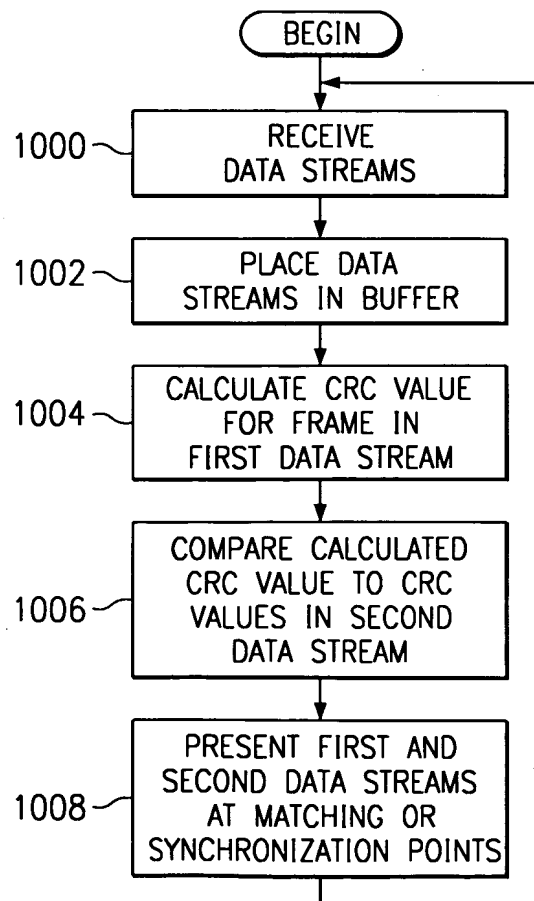 BEGIN
1000
RECEIVE
DATA STREAMS
1002
PLACE DATA
STREAMS IN BUFFER
1004
CALCULATE CRC VALUE
FOR FRAME IN
FIRST DATA STREAM
1006
COMPARE CALCULATED
CRC VALUE TO CRC
VALUES IN SECOND
DATA STREAM
1008
PRESENT FIRST AND
SECOND DATA STREAMS
AT MATCHING OR
SYNCHRONIZATION POINTS